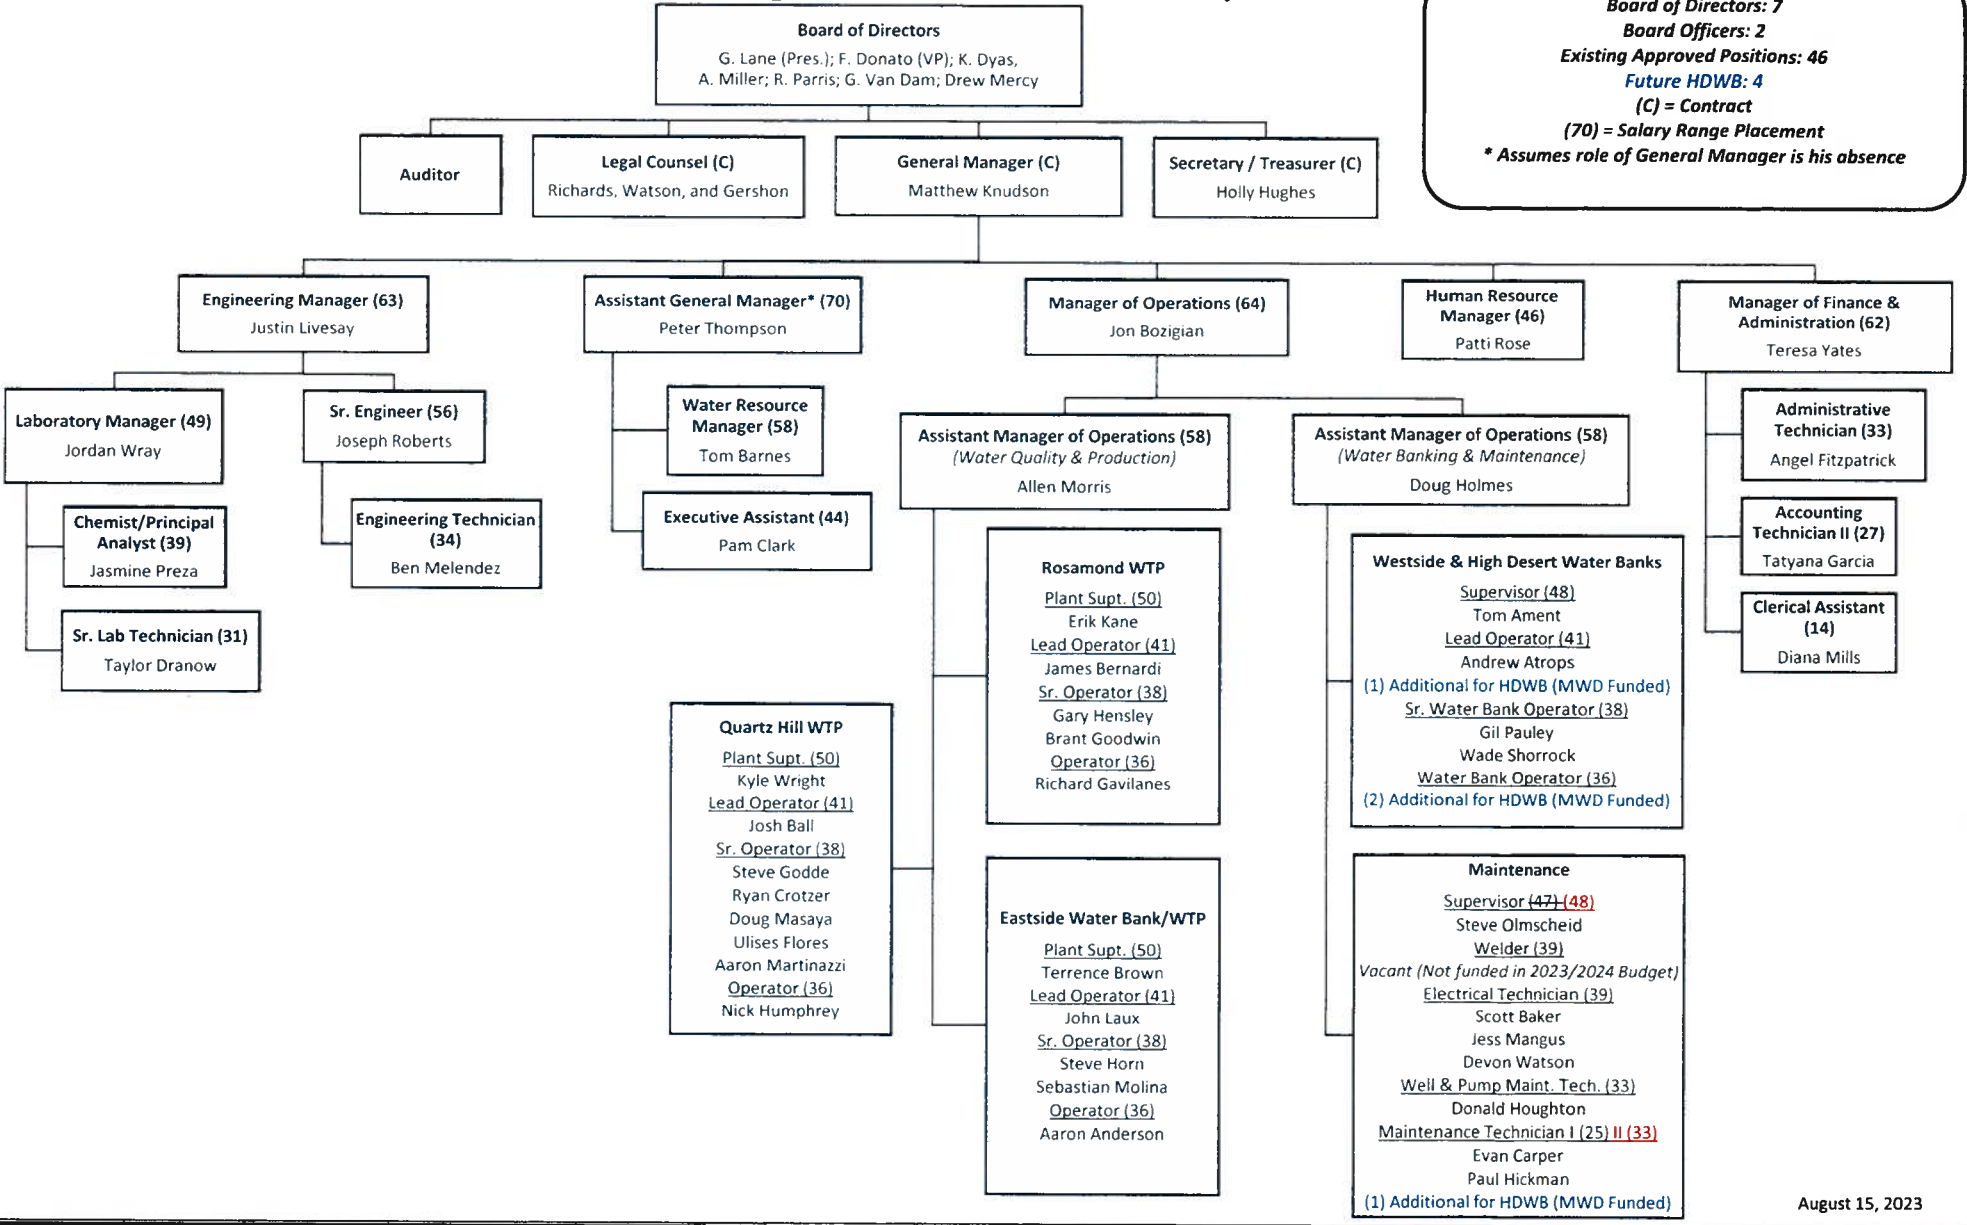 Board of Directors
G. Lane (Pres.); F. Donato (VP); K. Dyas,
A. Miller; R. Parris; G. Van Dam; Drew Mercy
Board of Directors: 7
Board Officers: 2
Existing Approved Positions: 46
Future HDWB: 4
(C) = Contract
(70) = Salary Range Placement
* Assumes role of General Manager is his absence
Auditor
Legal Counsel (C)
Richards, Watson, and Gershon
General Manager (C)
Matthew Knudson
Secretary / Treasurer (C)
Holly Hughes
Engineering Manager (63)
Justin Livesay
Assistant General Manager* (70)
Peter Thompson
Manager of Operations (64)
Jon Bozigian
Human Resource
Manager (46)
Patti Rose
Manager of Finance &
Administration (62)
Teresa Yates
Laboratory Manager (49)
Jordan Wray
Sr. Engineer (56)
Joseph Roberts
Chemist/Principal
Analyst (39)
Jasmine Preza
Sr. Lab Technician (31)
Taylor Dranow
Engineering Technician
(34)
Ben Melendez
Water Resource
Manager (58)
Tom Barnes
Executive Assistant (44)
Pam Clark
Assistant Manager of Operations (58)
(Water Quality & Production)
Allen Morris
Assistant Manager of Operations (58)
(Water Banking & Maintenance)
Doug Holmes
Administrative
Technician (33)
Angel Fitzpatrick
Accounting
Technician II (27)
Tatyana Garcia
Clerical Assistant
(14)
Diana Mills
Quartz Hill WTP
Plant Supt. (50)
Kyle Wright
Lead Operator (41)
Josh Ball
Sr. Operator (38)
Steve Godde
Ryan Crotzer
Doug Masaya
Ulises Flores
Aaron Martinazzi
Operator (36)
Nick Humphrey
Rosamond WTP
Plant Supt. (50)
Erik Kane
Lead Operator (41)
James Bernardi
Sr. Operator (38)
Gary Hensley
Brant Goodwin
Operator (36)
Richard Gavilanes
Eastside Water Bank/WTP
Plant Supt. (50)
Terrence Brown
Lead Operator (41)
John Laux
Sr. Operator (38)
Steve Horn
Sebastian Molina
Operator (36)
Aaron Anderson
Westside & High Desert Water Banks
Supervisor (48)
Tom Ament
Lead Operator (41)
Andrew Atrops
(1) Additional for HDWB (MWD Funded)
Sr. Water Bank Operator (38)
Gil Pauley
Wade Shorrock
Water Bank Operator (36)
(2) Additional for HDWB (MWD Funded)
Maintenance
Supervisor (47) (48)
Steve Olmscheid
Welder (39)
Vacant (Not funded in 2023/2024 Budget)
Electrical Technician (39)
Scott Baker
Jess Mangus
Devon Watson
Well & Pump Maint. Tech. (33)
Donald Houghton
Maintenance Technician I (25) II (33)
Evan Carper
Paul Hickman
(1) Additional for HDWB (MWD Funded)
August 15, 2023